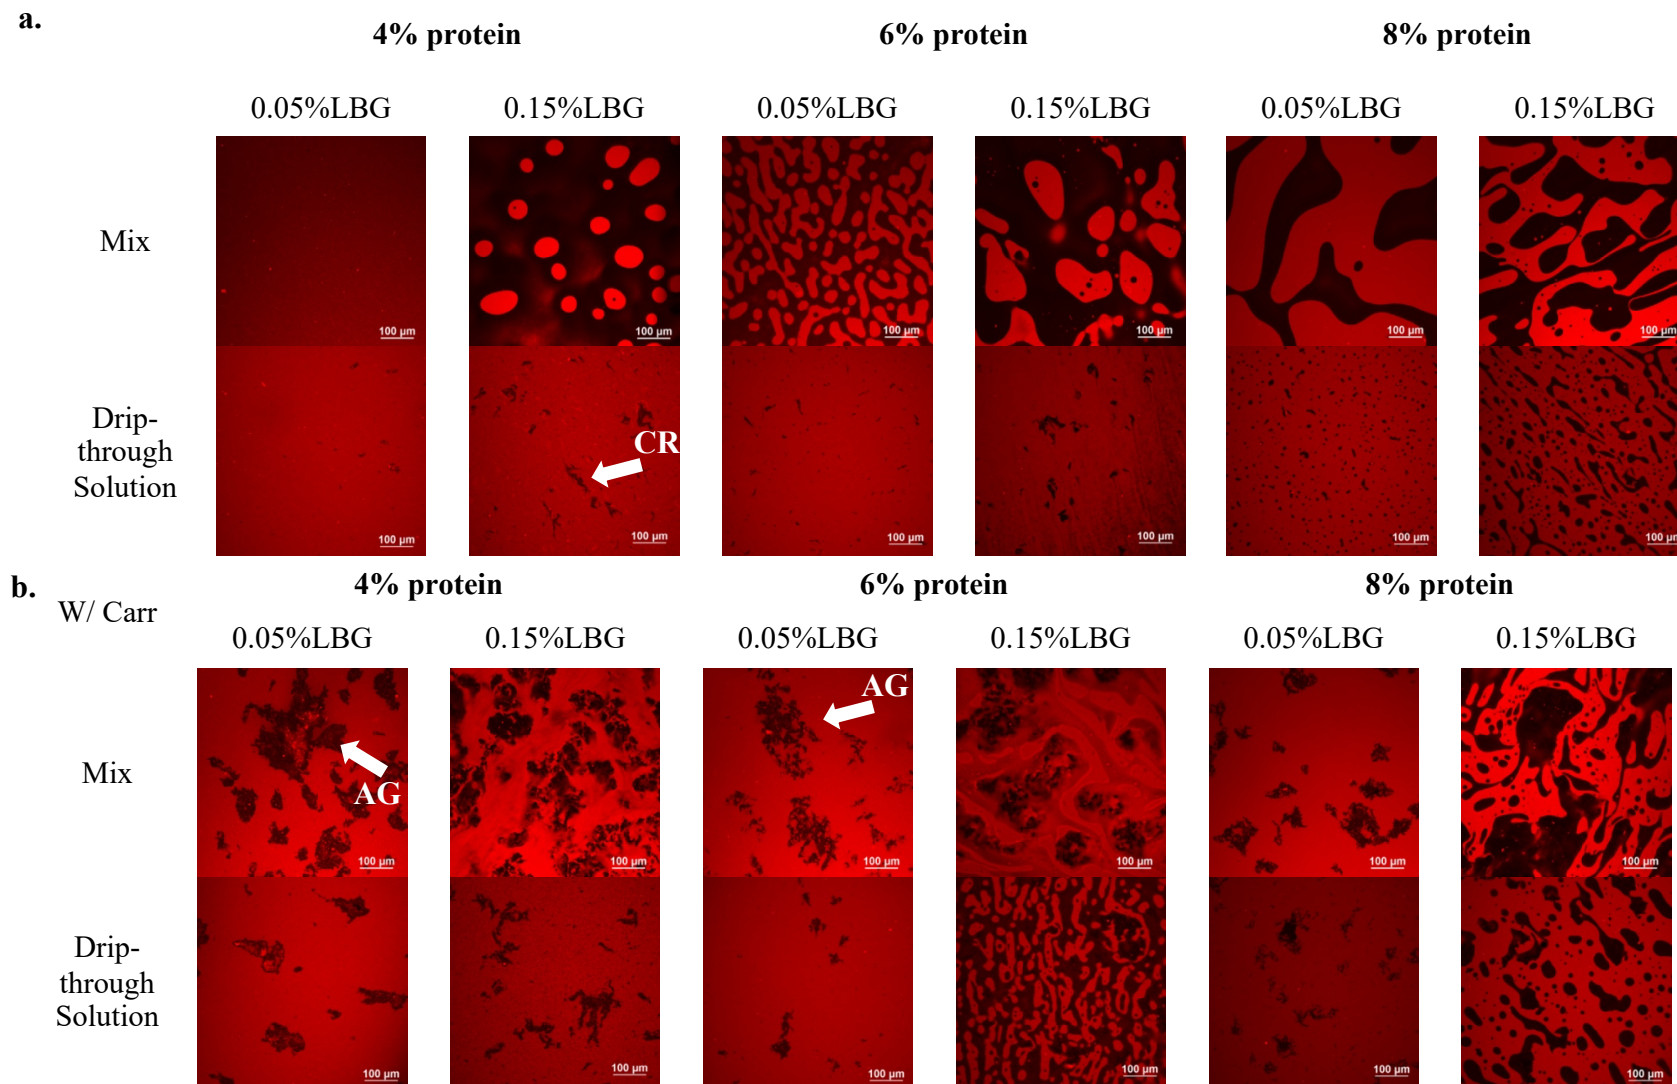 a.
4% protein 6% protein 8% protein
0.05%LBG 0.15%LBG 0.05%LBG 0.15%LBG 0.05%LBG 0.15%LBG
Mix
100 µm 100 µm 100 µm 100 µm 100 µm 100 µm
Drip-
through
Solution
CR
100 µm 100 µm 100 µm 100 µm 100 µm 100 µm
b.
W/ Carr
4% protein 6% protein 8% protein
0.05%LBG 0.15%LBG 0.05%LBG 0.15%LBG 0.05%LBG 0.15%LBG
Mix
AG AG
100 µm 100 µm 100 µm 100 µm 100 µm 100 µm
Drip-
through
Solution
100 µm 100 µm 100 µm 100 µm 100 µm 100 µm